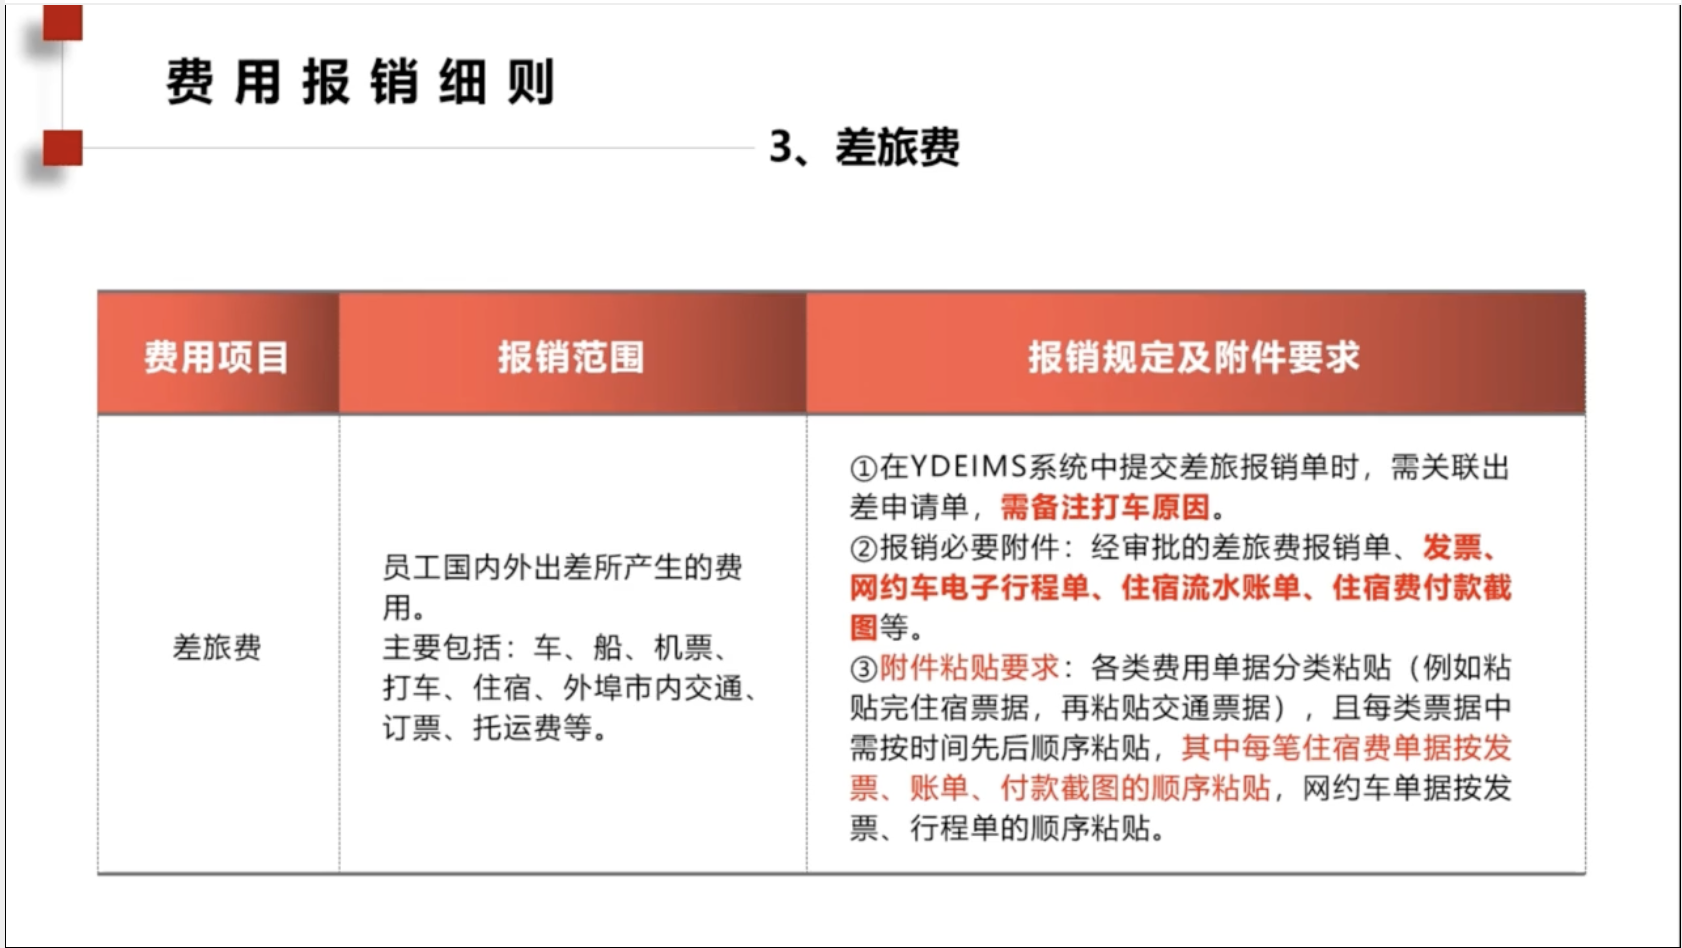 费用报销细则
3、差旅费
费用项目
报销范围
报销规定及附件要求
差旅费
员工国内外出差所产生的费
用。
主要包括：车、船、机票、
打车、住宿、外埠市内交通、
订票、托运费等。
①在YDEIMS系统中提交差旅报销单时，需关联出
差申请单，需备注打车原因。
②报销必要附件：经审批的差旅费报销单、发票、
网约车电子行程单、住宿流水账单、住宿费付款截
图等。
③附件粘贴要求：各类费用单据分类粘贴（例如粘
贴完住宿票据，再粘贴交通票据），且每类票据中
需按时间先后顺序粘贴，其中每笔住宿费单据按发
票、账单、付款截图的顺序粘贴，网约车单据按发
票、行程单的顺序粘贴。